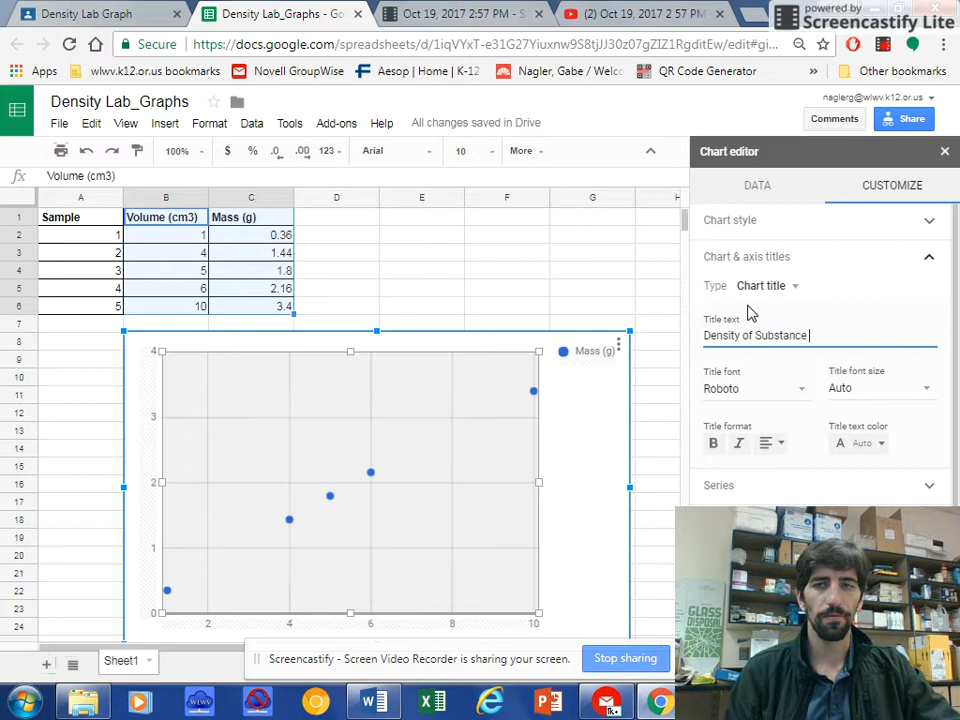 Density Lab Graph
Density Lab_Graphs - Go
Oct 19, 2017 2:57 PM - S
(2) Oct 19, 2017 2 57 PM
powered by
Screencastify Lite
Secure
https://docs.google.com/spreadsheets/d/1iqVYxT-e31G27Yiuxnw9S8tjJJ30z07gZIZ1RgditEw/edit#gi...
Apps
wlwv.k12.or.us bookmarks
Novell GroupWise
Aesop | Home | K-12
Nagler, Gabe / Welco
QR Code Generator
»
Other bookmarks
Density Lab_Graphs
naglerg@wlwv.k12.or.us
File Edit View Insert Format Data Tools Add-ons Help
All changes saved in Drive
Comments
Share
100%
$ % .0 .00 123
Arial
10
More
Chart editor
fx Volume (cm3)
DATA
CUSTOMIZE
A B C D E F G H
1 Sample Volume (cm3) Mass (g)
2 1 1 0.36
3 2 4 1.44
4 3 5 1.8
5 4 6 2.16
6 5 10 3.4
7
8
9
10
11
12
13
14
15
16
17
18
19
20
21
22
23
24
Chart style
Chart & axis titles
Type Chart title
Title text
Density of Substance
Title font
Roboto
Title font size
Auto
Title format
B I
Title text color
A Auto
Series
Mass (g)
4
3
2
1
0
2 4 6 8 10
GLASS
DISPOSAL
Sheet1
Screencastify - Screen Video Recorder is sharing your screen.
Stop sharing
WLWV
1k+